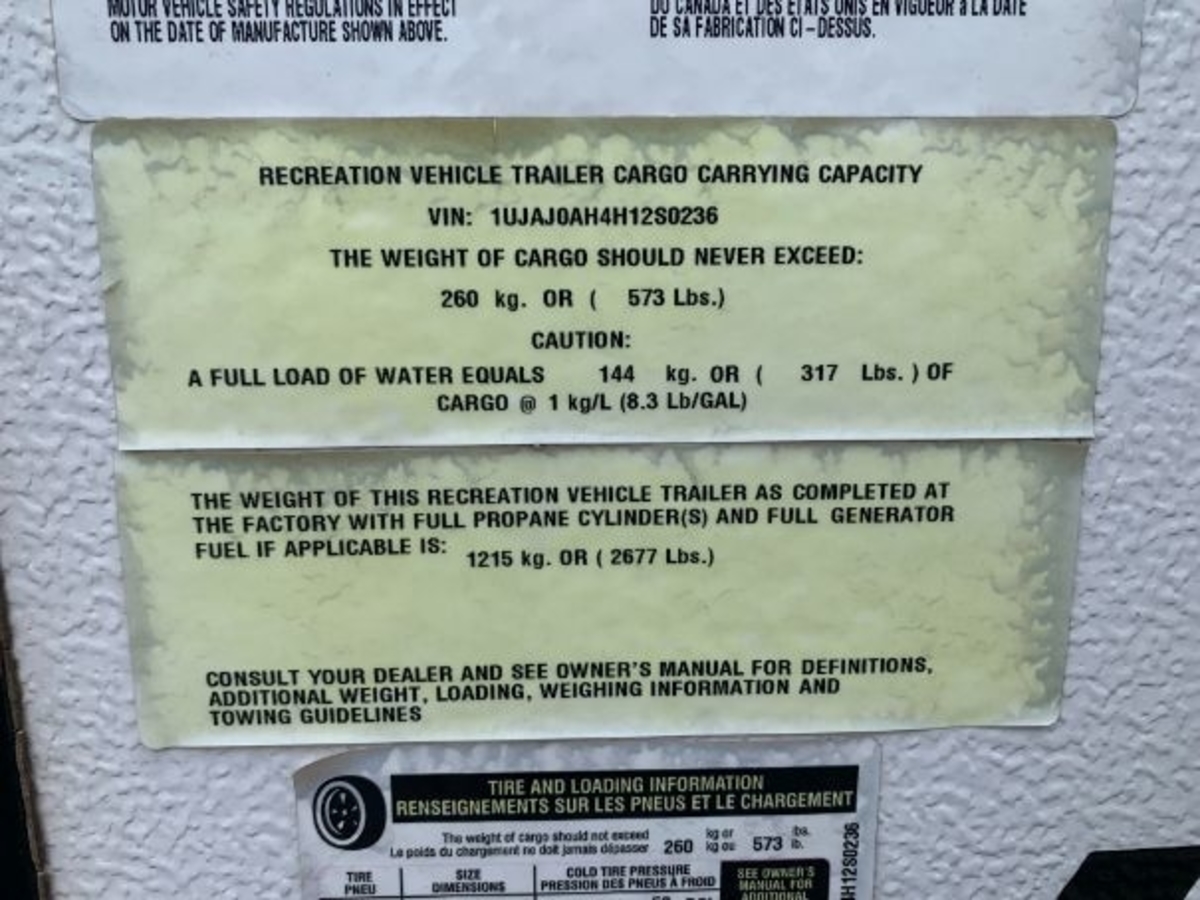 MOTOR VEHICLE SAFETY REGULATIONS IN EFFECT
ON THE DATE OF MANUFACTURE SHOWN ABOVE.
DU CANADA ET DES ETATS UNIS EN VIGUEUR à LA DATE
DE SA FABRICATION CI-DESSUS.
RECREATION VEHICLE TRAILER CARGO CARRYING CAPACITY
VIN: 1UJAJ0AH4H12S0236
THE WEIGHT OF CARGO SHOULD NEVER EXCEED:
260 kg. OR ( 573 Lbs.)
CAUTION:
A FULL LOAD OF WATER EQUALS 144 kg. OR ( 317 Lbs. ) OF
CARGO @ 1 kg/L (8.3 Lb/GAL)
THE WEIGHT OF THIS RECREATION VEHICLE TRAILER AS COMPLETED AT
THE FACTORY WITH FULL PROPANE CYLINDER(S) AND FULL GENERATOR
FUEL IF APPLICABLE IS: 1215 kg. OR ( 2677 Lbs.)
CONSULT YOUR DEALER AND SEE OWNER'S MANUAL FOR DEFINITIONS,
ADDITIONAL WEIGHT, LOADING, WEIGHING INFORMATION AND
TOWING GUIDELINES
TIRE AND LOADING INFORMATION
RENSEIGNEMENTS SUR LES PNEUS ET LE CHARGEMENT
The weight of cargo should not exceed
Le poids du chargement ne doit jamais dépasser
260 kg or 573 lbs.
kg ou lb.
TIRE SIZE COLD TIRE PRESSURE
PNEU DIMENSIONS PRESSION DES PNEUS À FROID
SEE OWNER'S
MANUAL FOR
ADDITIONAL
4H12S0236